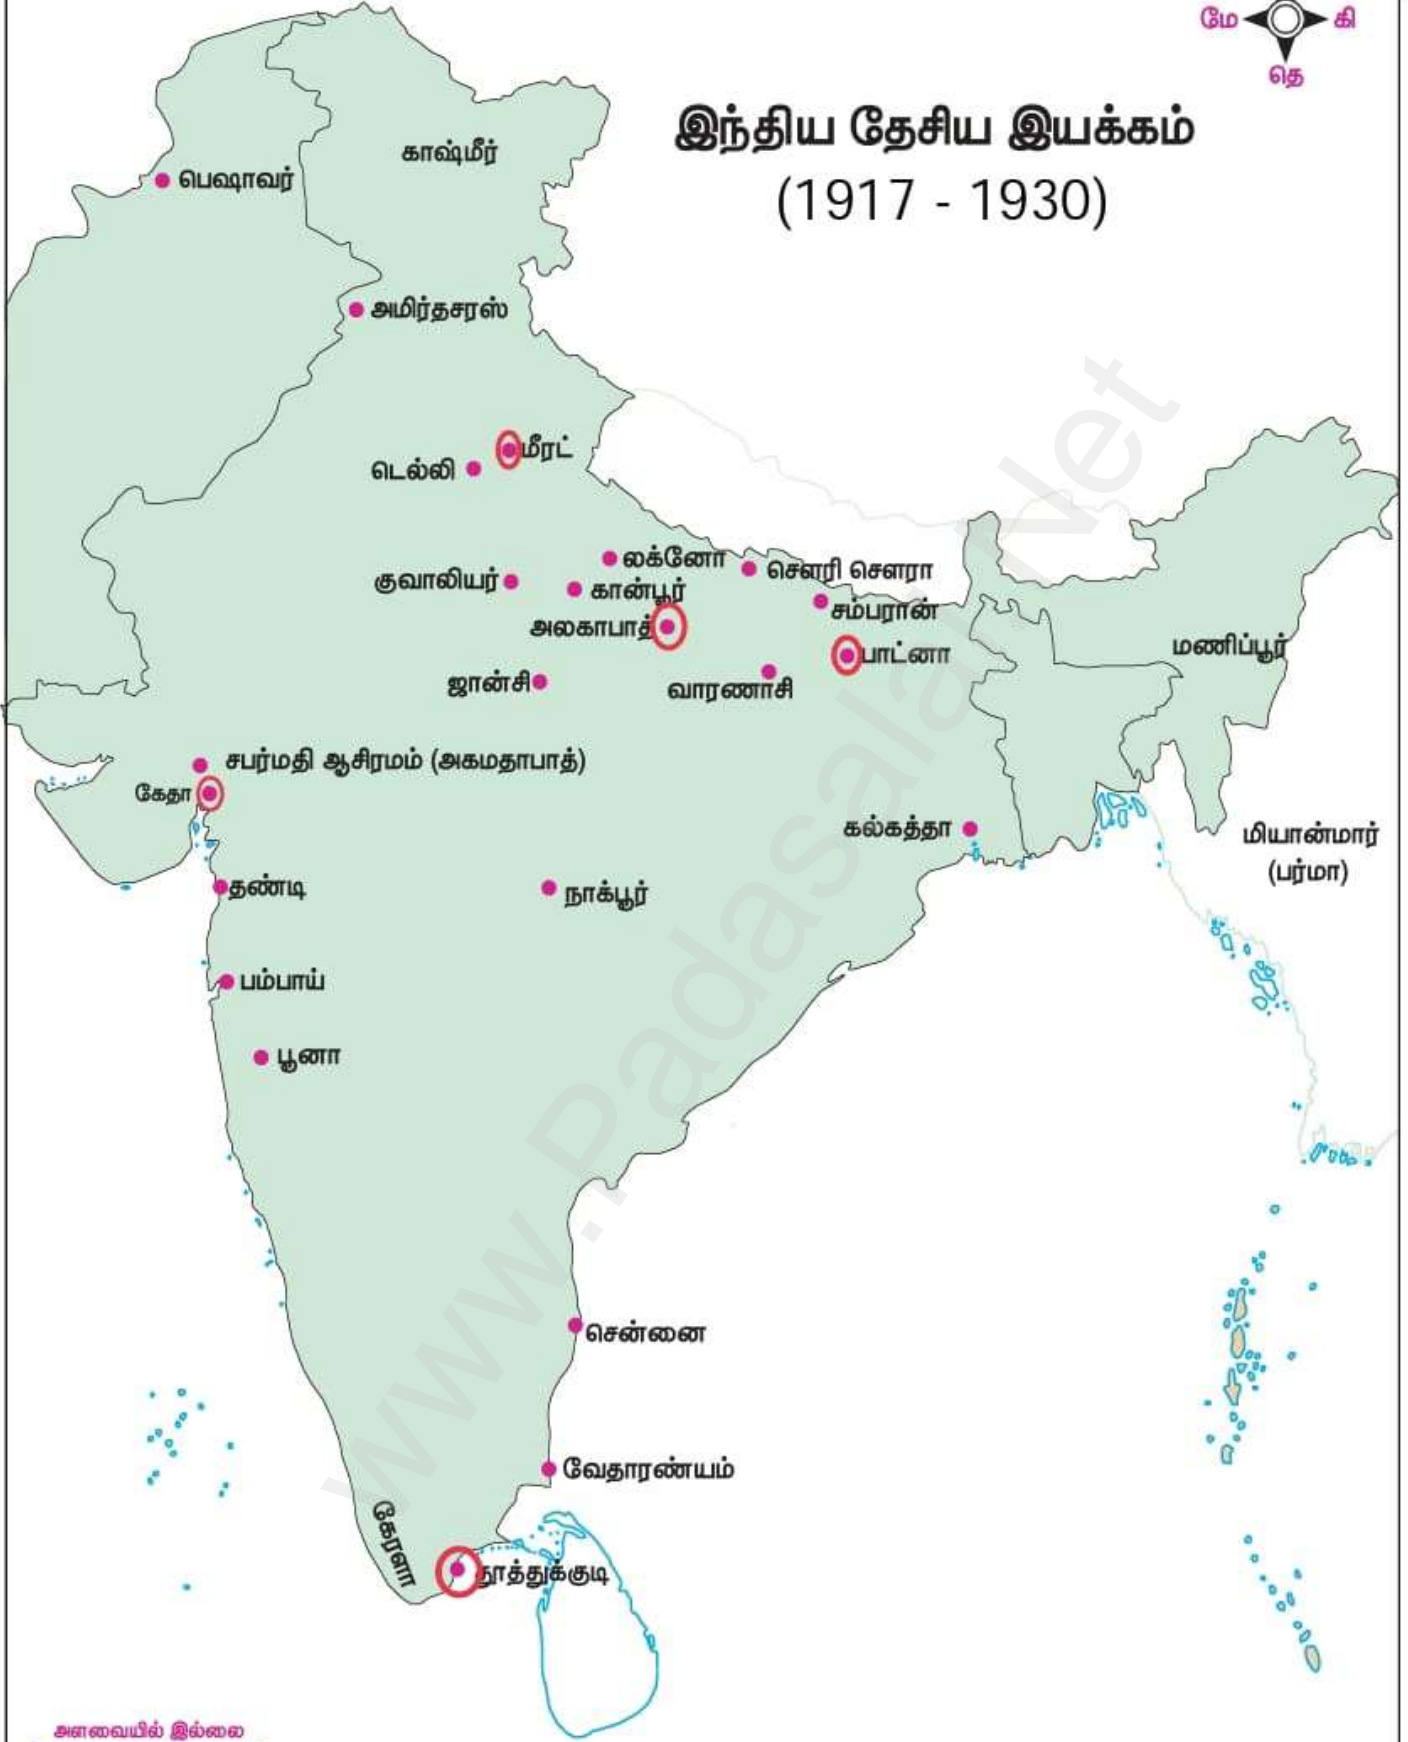 மே
கி
தெ
இந்திய தேசிய இயக்கம்
(1917 - 1930)
காஷ்மீர்
பெஷாவர்
அமிர்தசரஸ்
மீரட்
டெல்லி
லக்னோ
சௌரி சௌரா
குவாலியர்
கான்பூர்
சம்பரான்
அலகாபாத்
மணிப்பூர்
பாட்னா
ஜான்சி
வாரணாசி
சபர்மதி ஆசிரமம் (அகமதாபாத்)
கேதா
கல்கத்தா
மியான்மார்
(பர்மா)
தண்டி
நாக்பூர்
பம்பாய்
பூனா
சென்னை
வேதாரண்யம்
கேரளா
தூத்துக்குடி
அளவையில் இல்லை
www.Padasalai.Net